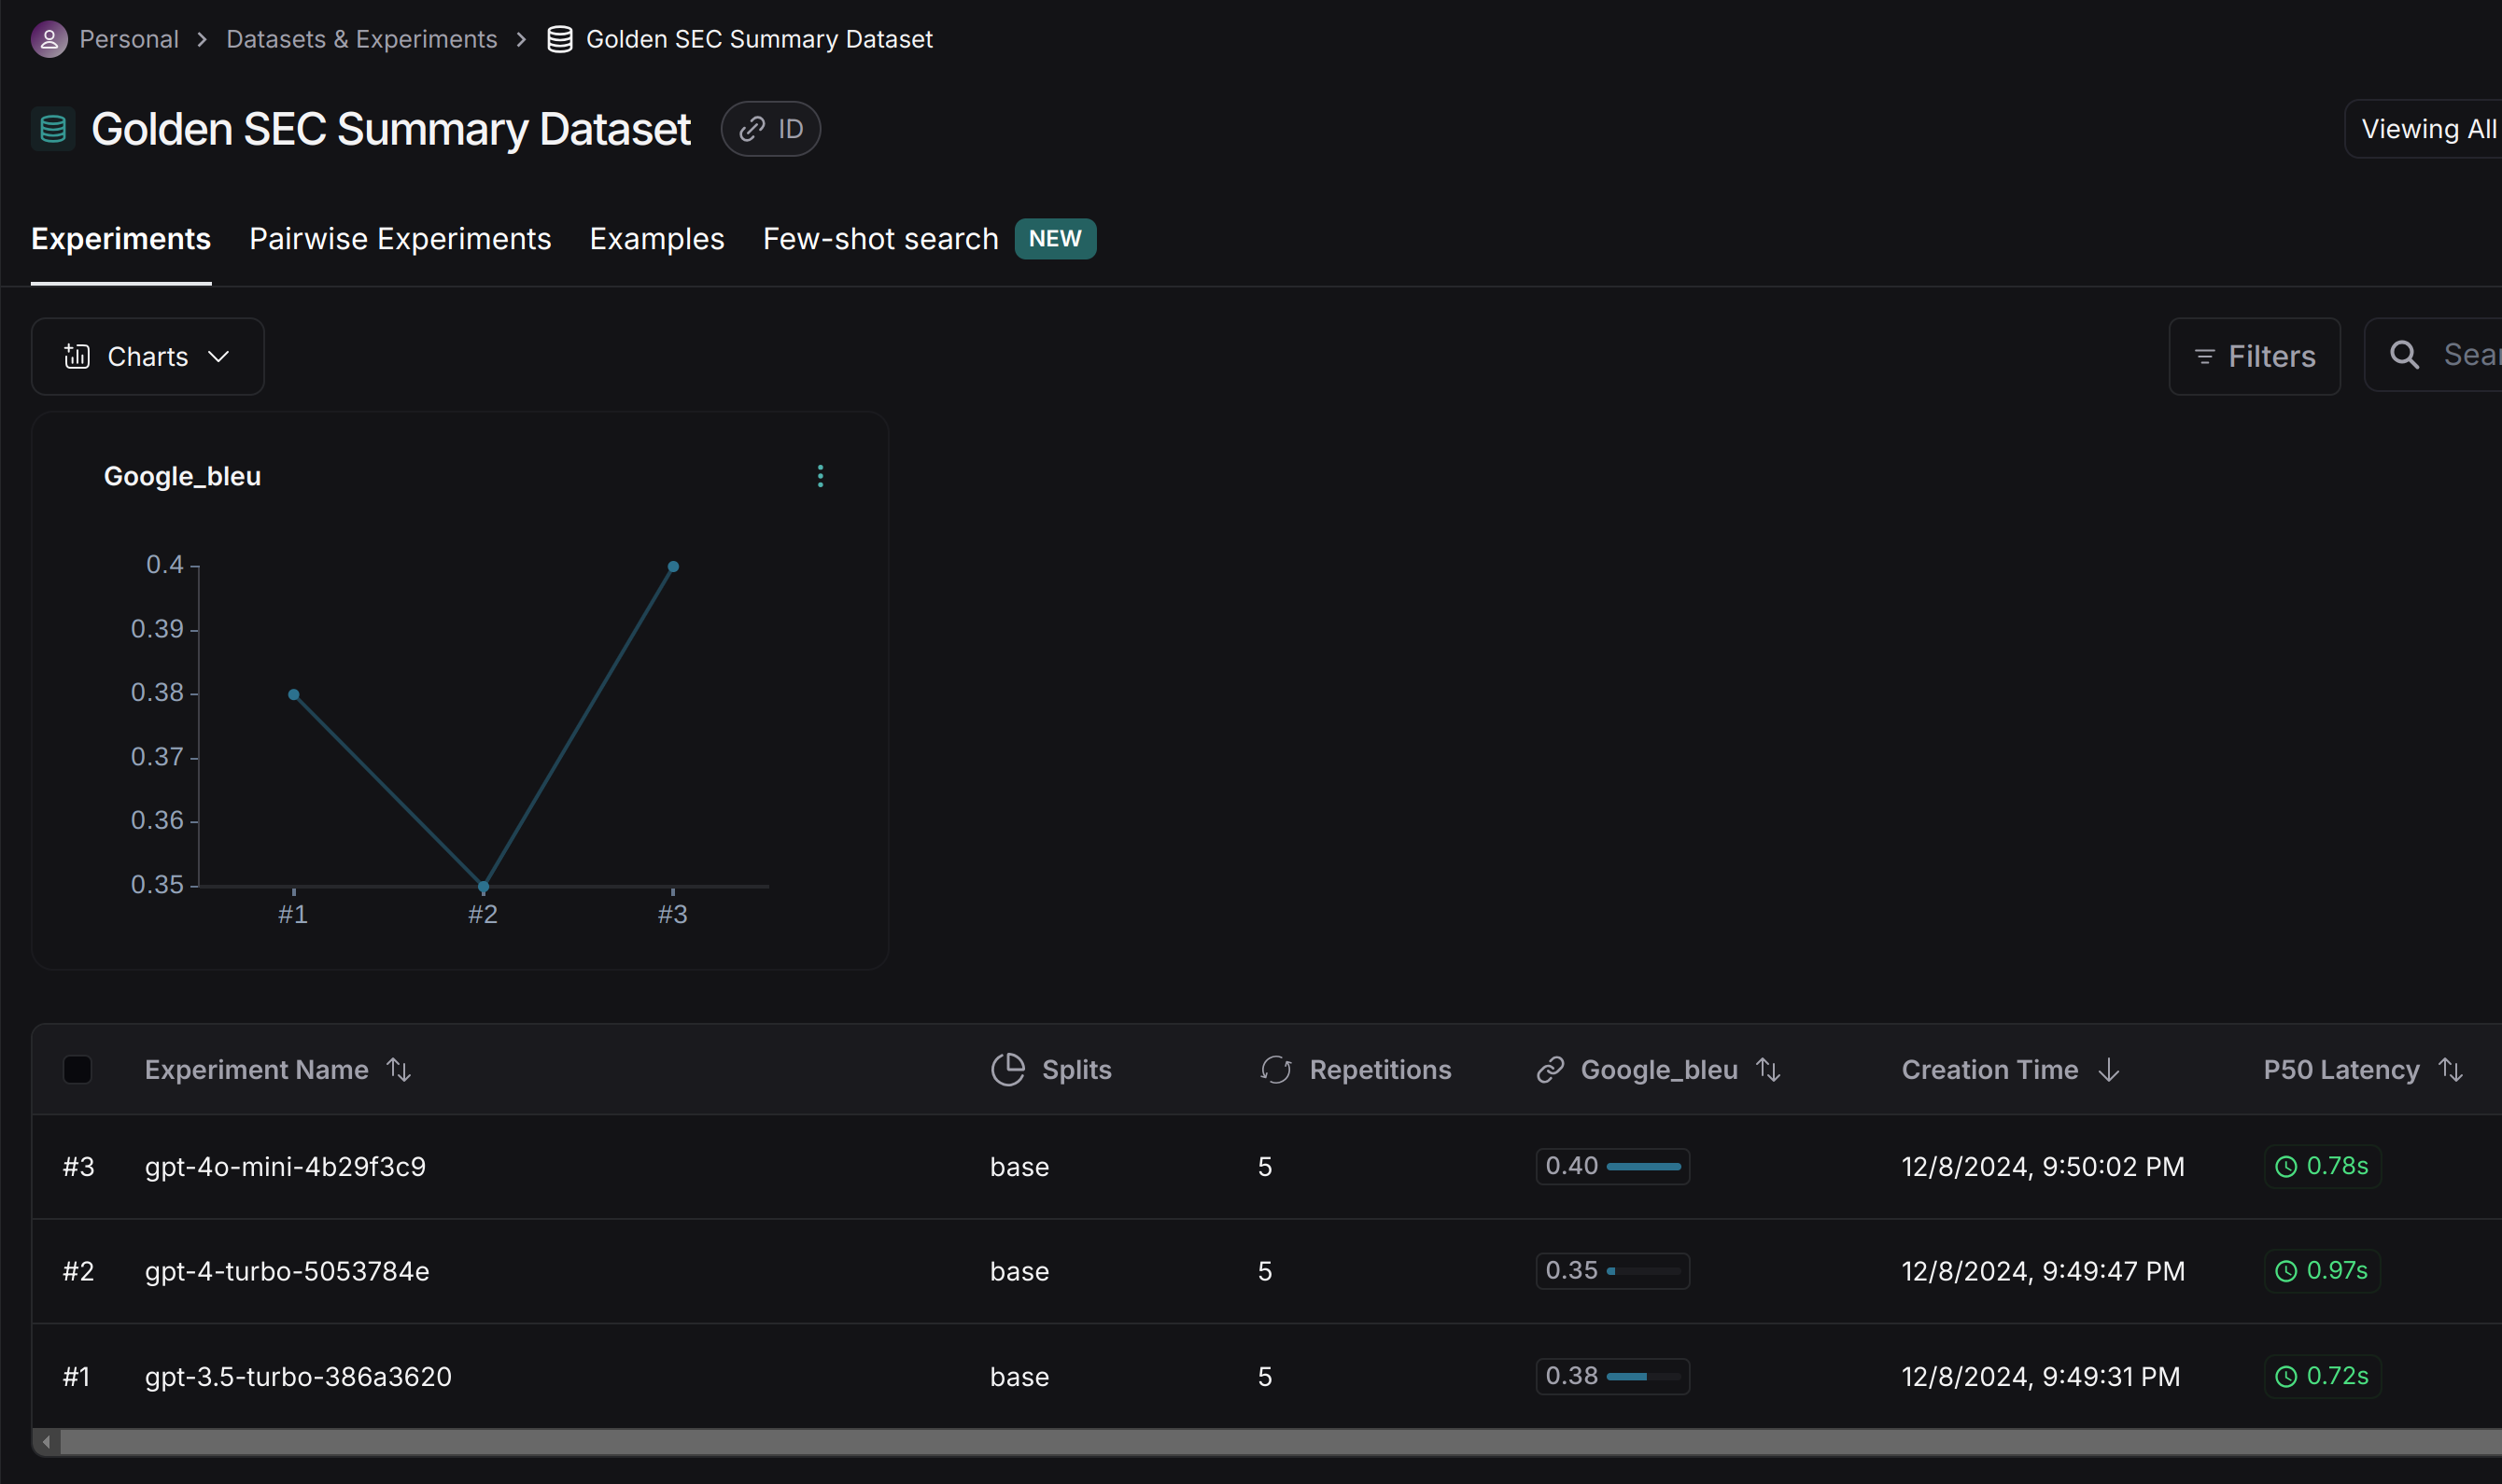 Personal > Datasets & Experiments > Golden SEC Summary Dataset
Golden SEC Summary Dataset ID
Viewing All
Experiments Pairwise Experiments Examples Few-shot search NEW
Charts
Filters
Sear
Google_bleu
0.4
0.39
0.38
0.37
0.36
0.35
#1 #2 #3
Experiment Name Splits Repetitions Google_bleu Creation Time P50 Latency
#3 gpt-4o-mini-4b29f3c9 base 5 0.40 12/8/2024, 9:50:02 PM 0.78s
#2 gpt-4-turbo-5053784e base 5 0.35 12/8/2024, 9:49:47 PM 0.97s
#1 gpt-3.5-turbo-386a3620 base 5 0.38 12/8/2024, 9:49:31 PM 0.72s